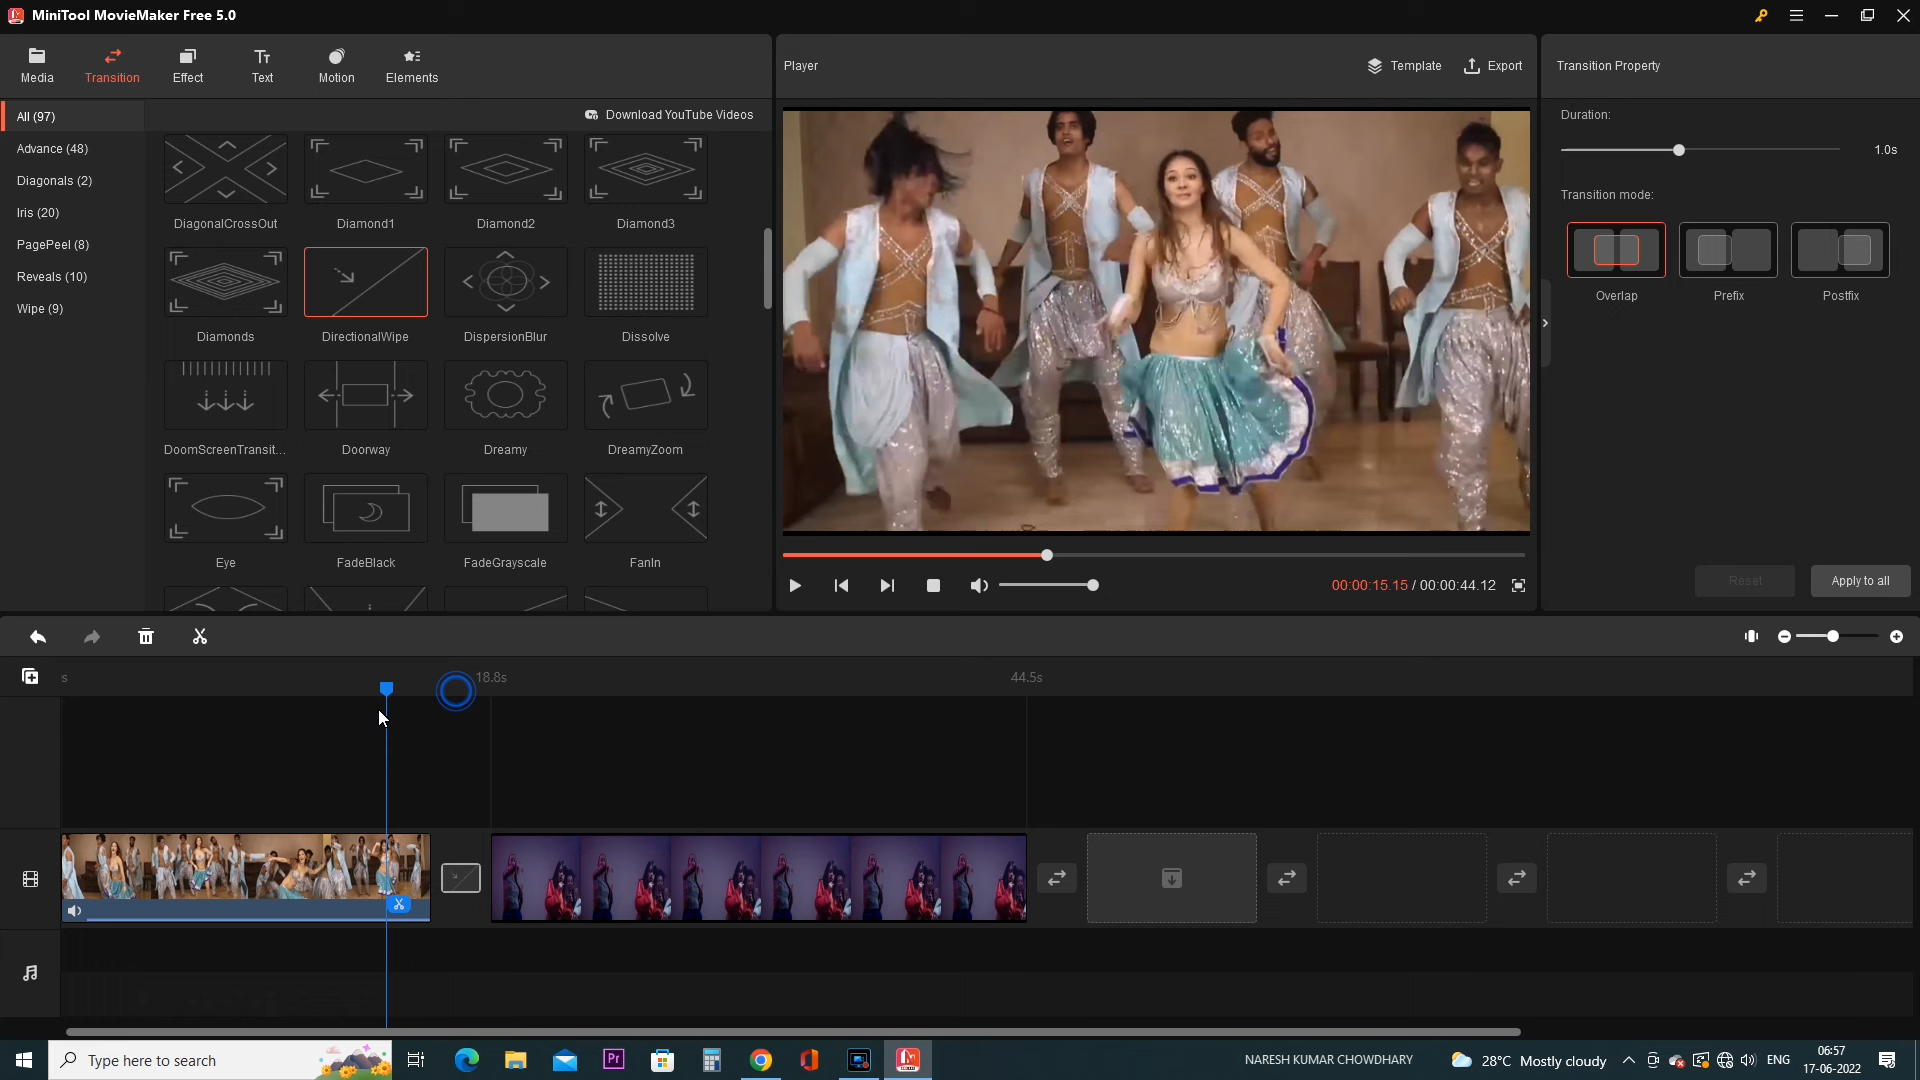 MiniTool MovieMaker Free 5.0
Media
Transition
Effect
Text
Motion
Elements
Player
Template
Export
Transition Property
All (97)
Download YouTube Videos
Advance (48)
Diagonals (2)
Iris (20)
PagePeel (8)
Reveals (10)
Wipe (9)
DiagonalCrossOut
Diamond1
Diamond2
Diamond3
Diamonds
DirectionalWipe
DispersionBlur
Dissolve
DoomScreenTransit...
Doorway
Dreamy
DreamyZoom
Eye
FadeBlack
FadeGrayscale
FanIn
Duration:
1.0s
Transition mode:
Overlap
Prefix
Postfix
Reset
Apply to all
00:00:15.15 / 00:00:44.12
s
18.8s
44.5s
Type here to search
Pr
NARESH KUMAR CHOWDHARY
28°C Mostly cloudy
ENG
06:57
17-06-2022